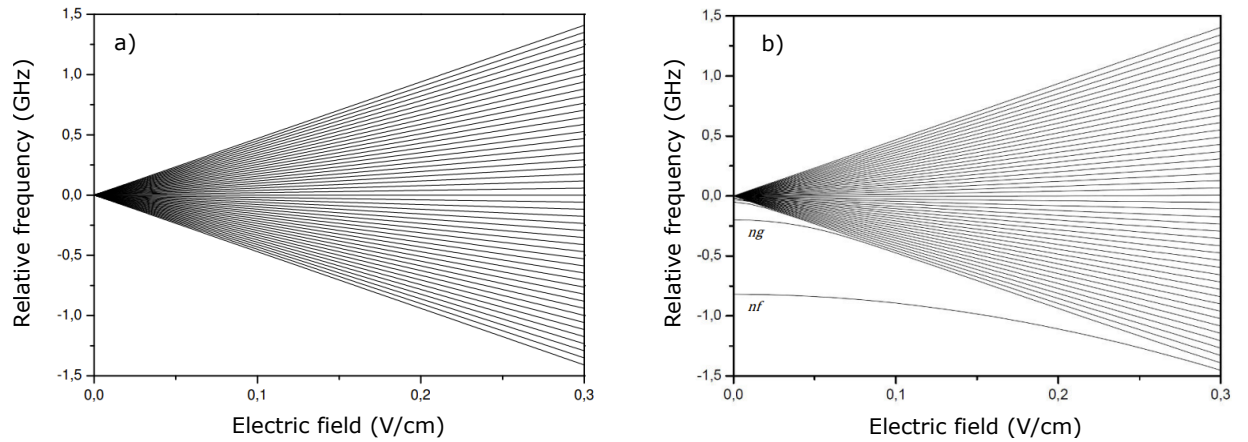 a)
Relative frequency (GHz)
1,5
1,0
0,5
0,0
-0,5
-1,0
-1,5
0,0 0,1 0,2 0,3
Electric field (V/cm)
b)
Relative frequency (GHz)
1,5
1,0
0,5
0,0
-0,5
-1,0
-1,5
ng
nf
0,0 0,1 0,2 0,3
Electric field (V/cm)